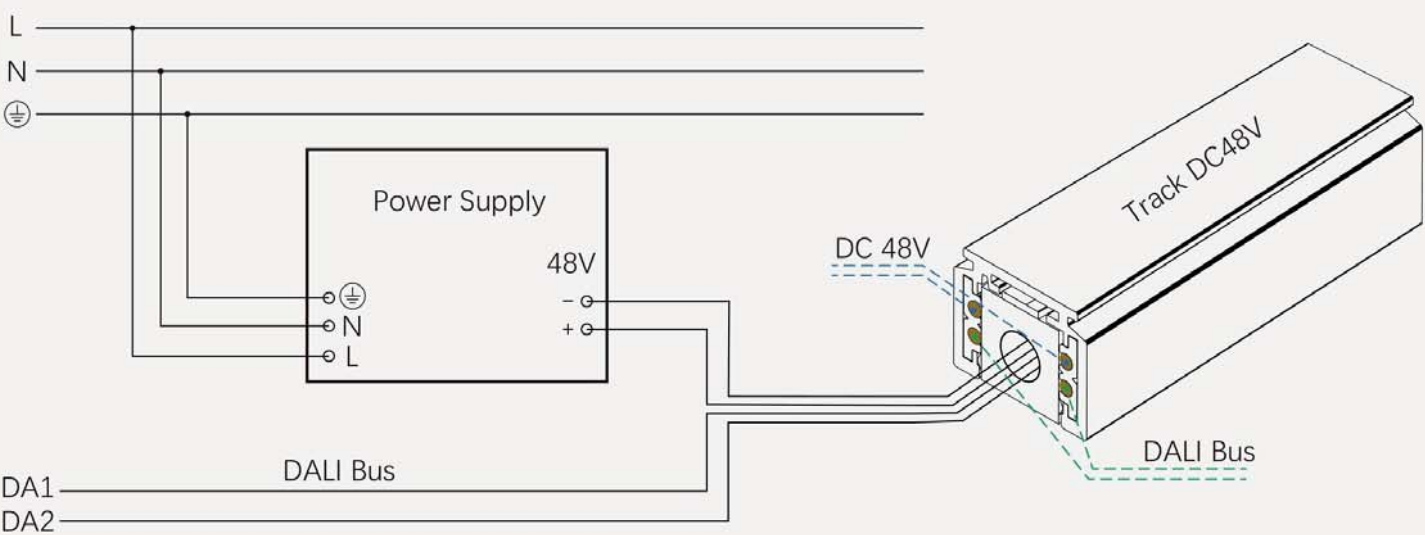 L
N
Power Supply
Track DC48V
48V
DC 48V
−
+
N
L
DALI Bus
DALI Bus
DA1
DA2